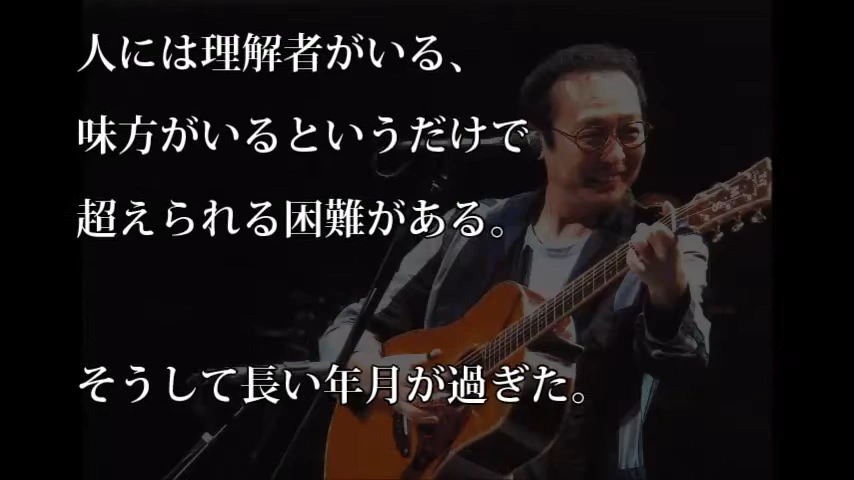 人には理解者がいる、
味方がいるというだけで
超えられる困難がある。
そうして長い年月が過ぎた。